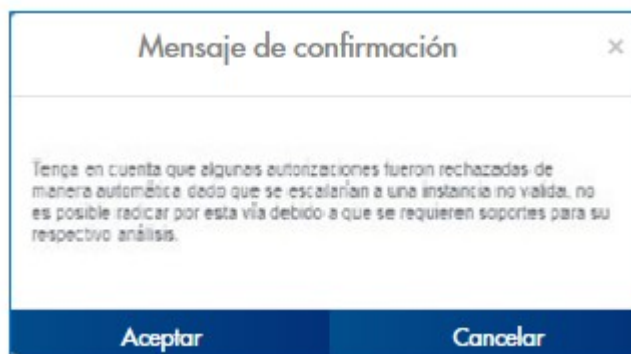 Mensaje de confirmación ×
Tenga en cuenta que algunas autorizaciones fueron rechazadas de
manera automática dado que se escalarían a una instancia no valida, no
es posible radicar por esta vía debido a que se requieren soportes para su
respectivo análisis.
Aceptar Cancelar